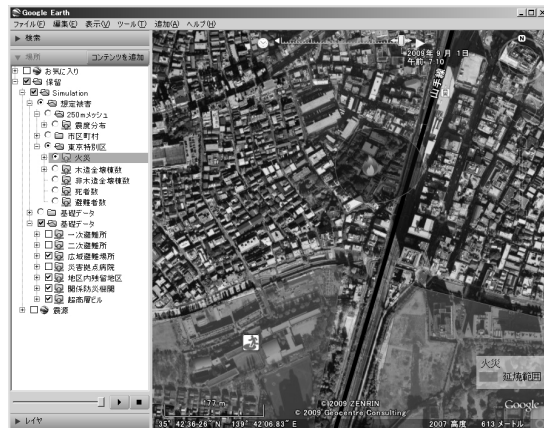 Google Earth
ファイル(F) 編集(E) 表示(V) ツール(T) 追加(A) ヘルプ(H)
検索
場所
コンテンツを追加
お気に入り
保留
Simulation
想定被害
250mメッシュ
震度分布
市区町村
東京特別区
火災
木造全壊棟数
非木造全壊棟数
死者数
避難者数
基礎データ
基礎データ
一次避難所
二次避難所
広域避難場所
災害拠点病院
地区内残留地区
関係防災機関
超高層ビル
震源
レイヤ
2009年 9月 1日
午前 7:10
N
山手線
77 m
火災
延焼範囲
© 2009 ZENRIN
© 2009 Geocentre Consulting
Google
35° 42'36.26" N 139° 42'06.83" E
2007 高度 613 メートル